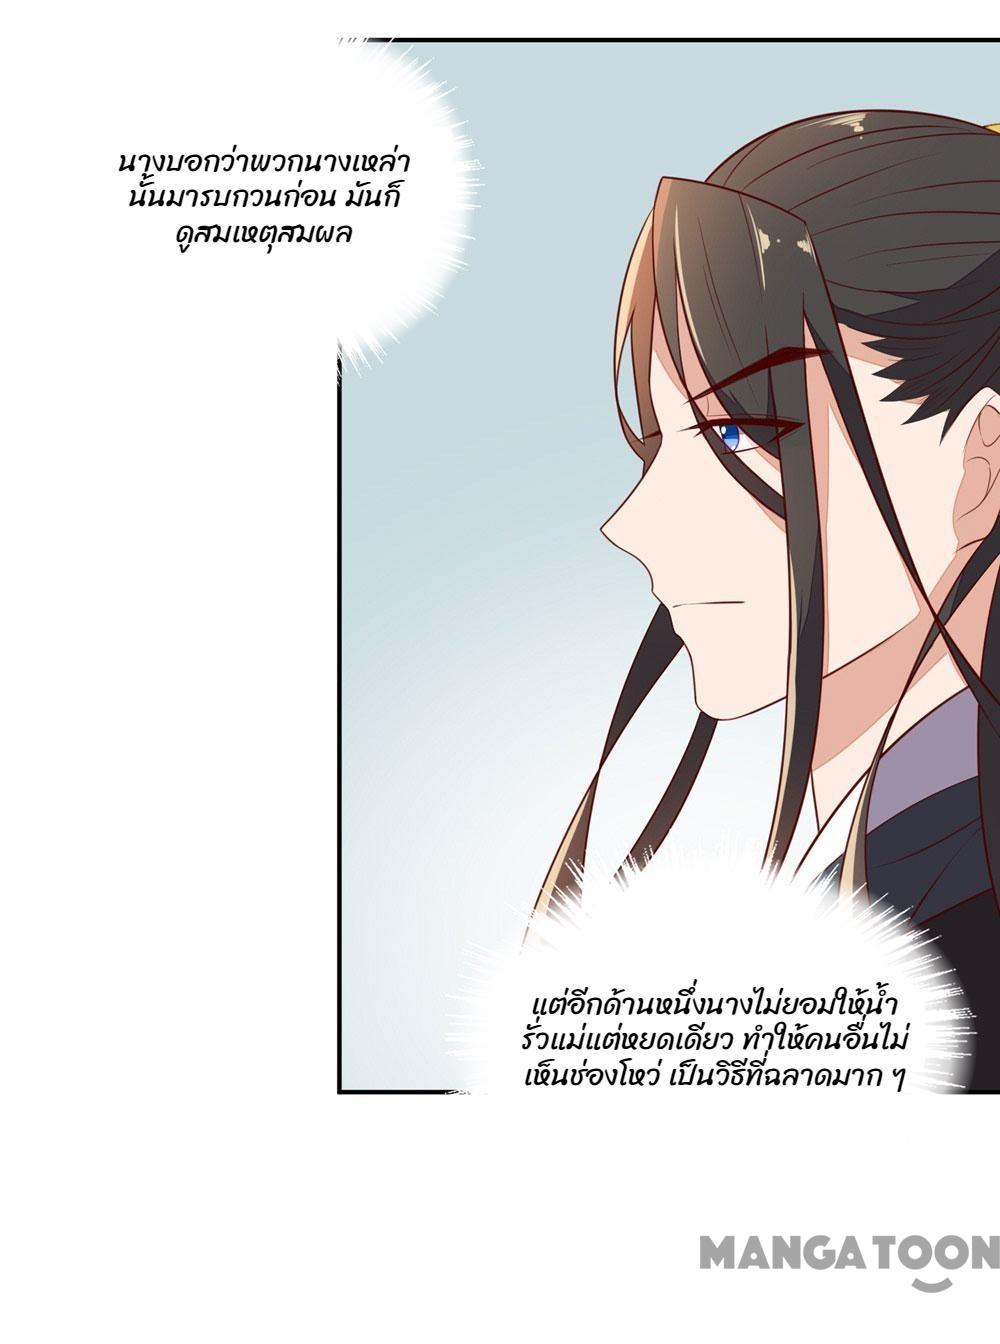 นางบอกว่าพวกนางเหล่า
นั้นมารบกวนก่อน มันก็
ดูสมเหตุสมผล
แต่อีกด้านหนึ่งนางไม่ยอมให้น้ำ
รั่วแม่แต่หยดเดียว ทำให้คนอื่นไม่
เห็นช่องโหว่ เป็นวิธีที่ฉลาดมาก ๆ
MANGATOON